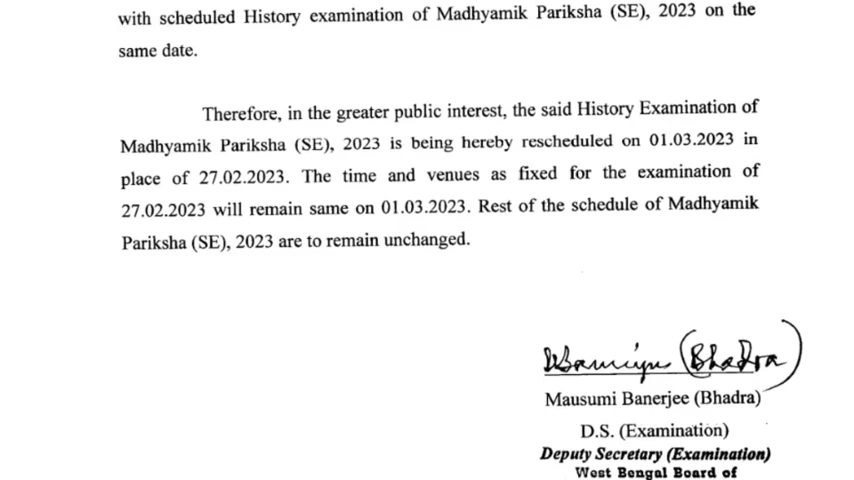 with scheduled History examination of Madhyamik Pariksha (SE), 2023 on the
same date.
Therefore, in the greater public interest, the said History Examination of
Madhyamik Pariksha (SE), 2023 is being hereby rescheduled on 01.03.2023 in
place of 27.02.2023. The time and venues as fixed for the examination of
27.02.2023 will remain same on 01.03.2023. Rest of the schedule of Madhyamik
Pariksha (SE), 2023 are to remain unchanged.
(Bhadra)
Mausumi Banerjee (Bhadra)
D.S. (Examination)
Deputy Secretary (Examination)
West Bengal Board of